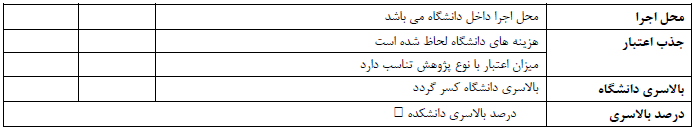 محل اجرا محل اجرا داخل دانشگاه می باشد
جذب اعتبار هزینه های دانشگاه لحاظ شده است
میزان اعتبار با نوع پژوهش تناسب دارد
بالاسری دانشگاه بالاسری دانشگاه کسر گردد
درصد بالاسری درصد بالاسری دانشکده □